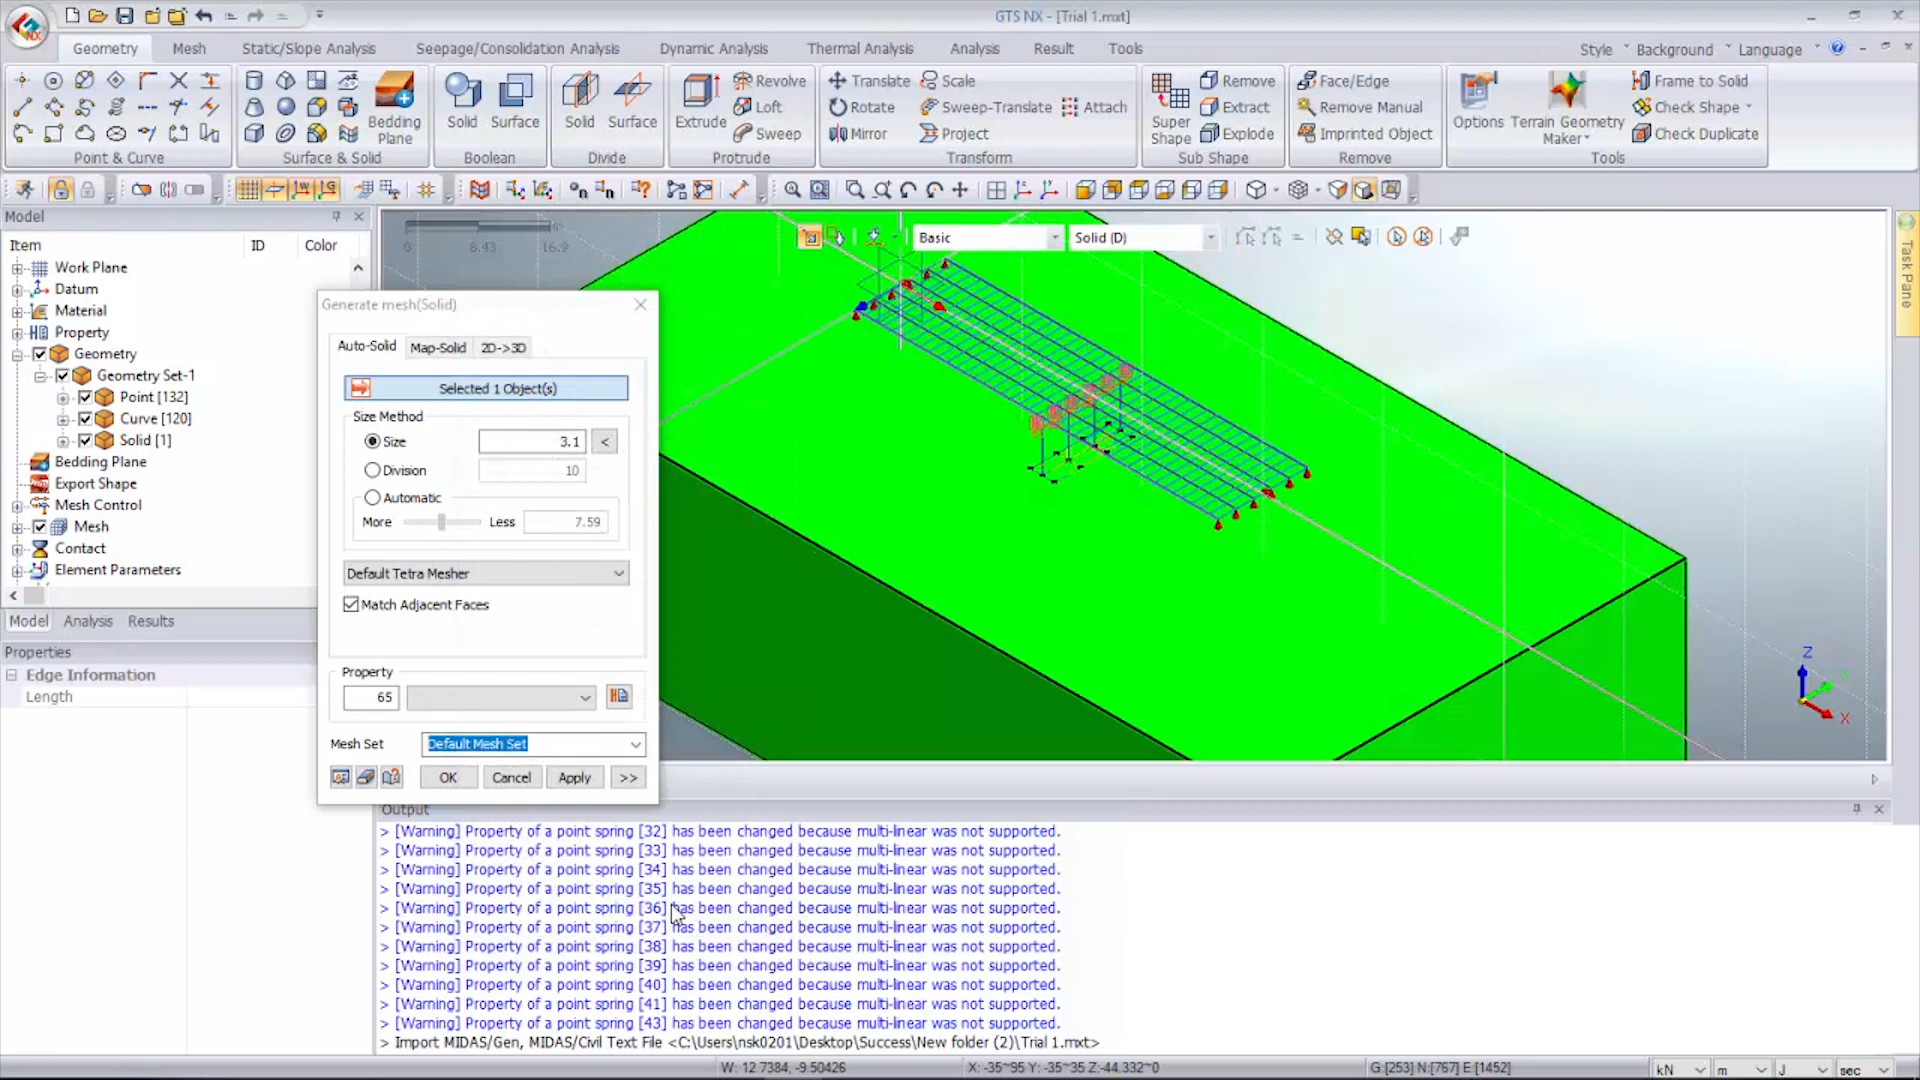 GTS NX - [Trial 1.mxt]
Geometry Mesh Static/Slope Analysis Seepage/Consolidation Analysis Dynamic Analysis Thermal Analysis Analysis Result Tools
Style Background Language
Revolve Translate Scale Remove Face/Edge Frame to Solid
Loft Rotate Sweep-Translate Attach Extract Remove Manual Check Shape
Bedding Plane Solid Surface Solid Surface Extrude Super Shape Options Terrain Geometry Maker
Sweep Mirror Project Explode Imprinted Object Check Duplicate
Point & Curve Surface & Solid Boolean Divide Protrude Transform Sub Shape Remove Tools
Model
Item ID Color
Work Plane
Datum
Material
Property
Geometry
Geometry Set-1
Point [132]
Curve [120]
Solid [1]
Bedding Plane
Export Shape
Mesh Control
Mesh
Contact
Element Parameters
Model Analysis Results
Properties
Edge Information
Length
0 8.43 16.9
Basic Solid (D)
Task Pane
Generate mesh(Solid)
Auto-Solid Map-Solid 2D->3D
Selected 1 Object(s)
Size Method
Size 3.1 <
Division 10
Automatic
More Less 7.59
Default Tetra Mesher
Match Adjacent Faces
Property
65
Mesh Set Default Mesh Set
OK Cancel Apply >>
Z
X
Output
> [Warning] Property of a point spring [32] has been changed because multi-linear was not supported.
> [Warning] Property of a point spring [33] has been changed because multi-linear was not supported.
> [Warning] Property of a point spring [34] has been changed because multi-linear was not supported.
> [Warning] Property of a point spring [35] has been changed because multi-linear was not supported.
> [Warning] Property of a point spring [36] has been changed because multi-linear was not supported.
> [Warning] Property of a point spring [37] has been changed because multi-linear was not supported.
> [Warning] Property of a point spring [38] has been changed because multi-linear was not supported.
> [Warning] Property of a point spring [39] has been changed because multi-linear was not supported.
> [Warning] Property of a point spring [40] has been changed because multi-linear was not supported.
> [Warning] Property of a point spring [41] has been changed because multi-linear was not supported.
> [Warning] Property of a point spring [43] has been changed because multi-linear was not supported.
> Import MIDAS/Gen, MIDAS/Civil Text File <C:\Users\nsk0201\Desktop\Success\New folder (2)\Trial 1.mxt>
W: 12.7384, -9.50426 X: -35~95 Y: -35~35 Z:-44.332~0 G:[253] N:[767] E:[1452] kN m J sec